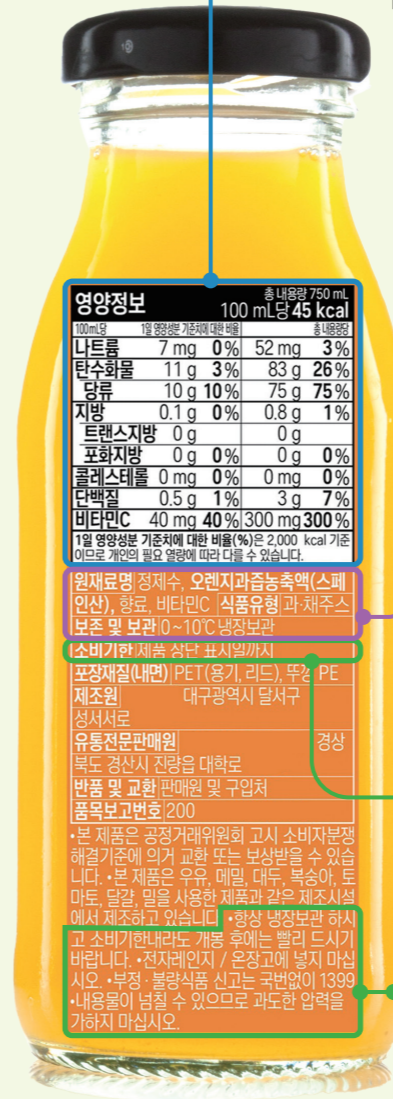 영양정보 총 내용량 750 mL
100 mL당 45 kcal
100mL당 1일 영양성분 기준치에 대한 비율 총 내용량당
나트륨 7 mg 0% 52 mg 3%
탄수화물 11 g 3% 83 g 26%
당류 10 g 10% 75 g 75%
지방 0.1 g 0% 0.8 g 1%
트랜스지방 0 g 0 g
포화지방 0 g 0% 0 g 0%
콜레스테롤 0 mg 0% 0 mg 0%
단백질 0.5 g 1% 3 g 7%
비타민C 40 mg 40% 300 mg 300%
1일 영양성분 기준치에 대한 비율(%)은 2,000 kcal 기준
이므로 개인의 필요 열량에 따라 다를 수 있습니다.
원재료명 정제수, 오렌지과즙농축액(스페
인산), 향료, 비타민C 식품유형 과·채주스
보존 및 보관 0~10℃ 냉장보관
소비기한 제품 상단 표시일까지
포장재질(내면) PET(용기, 리드), 뚜껑 PE
제조원 대구광역시 달서구
성서서로
유통전문판매원 경상
북도 경산시 진량읍 대학로
반품 및 교환 판매원 및 구입처
품목보고번호 200
•본 제품은 공정거래위원회 고시 소비자분쟁
해결기준에 의거 교환 또는 보상받을 수 있습
니다. •본 제품은 우유, 메밀, 대두, 복숭아, 토
마토, 달걀, 밀을 사용한 제품과 같은 제조시설
에서 제조하고 있습니다. •항상 냉장보관 하시
고 소비기한내라도 개봉 후에는 빨리 드시기
바랍니다. •전자레인지 / 온장고에 넣지 마십
시오. •부정·불량식품 신고는 국번없이 1399
•내용물이 넘칠 수 있으므로 과도한 압력을
가하지 마십시오.